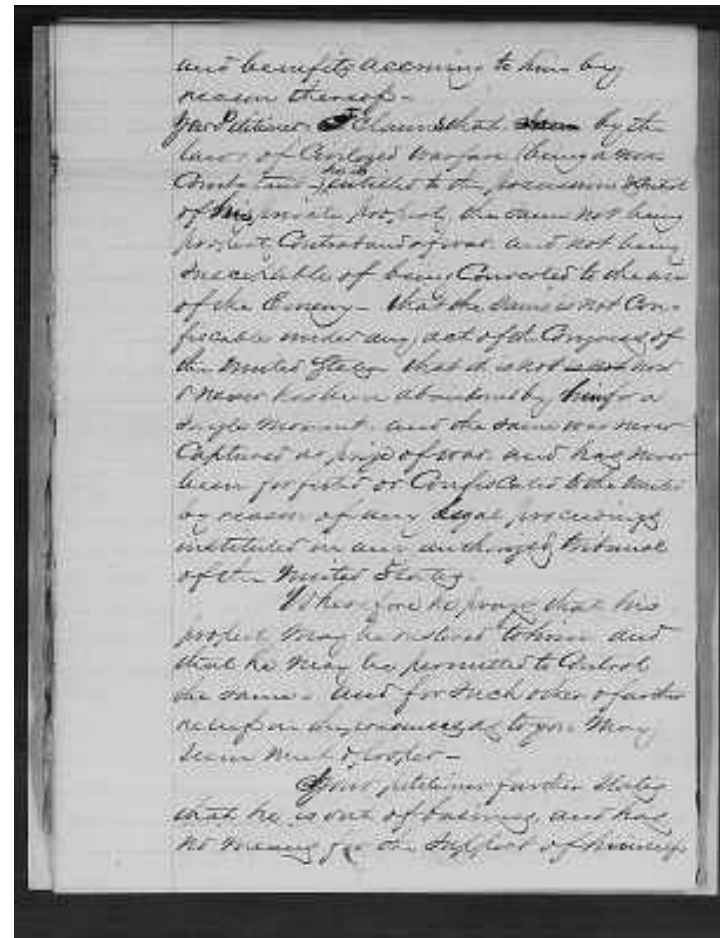 and benefits accruing to him by
reason thereof -
Your Petitioner claims that by the
laws of Civilized warfare (being a non
Combatant) he is entitled to the possession &
of his private property, the same not being
property Contraband of war and not being
susceptible of being Converted to the use
of the Enemy - that the same is not Con-
fiscable under any act of the Congress of
the United States that it is not now
& never has been abandoned by him for a
single moment and the same was never
Captured as prize of war and has never
been forfeited or Confiscated to the United
by reason of any legal proceedings
instituted in any authorized Tribunal
of the United States.
Wherefore he prays that his
property may be restored to him and
that he may be permitted to Control
the same - and for such other & further
relief in the premises as to you may
seem meet & proper -
Your petitioner further states
that he is out of business and has
no means for the support of himself